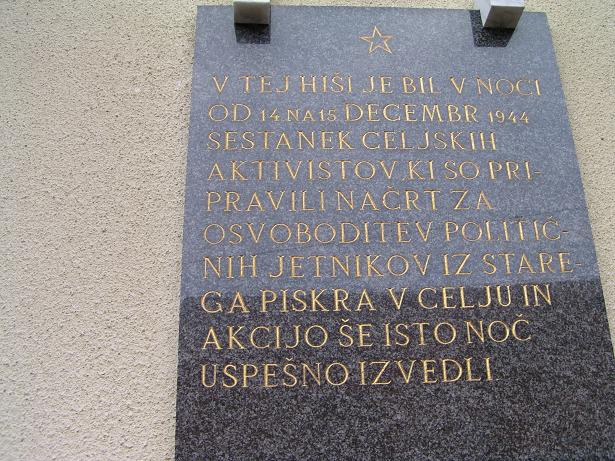 V TEJ HIŠI JE BIL V NOČI
OD 14 NA 15 DECEMBR 1944
SESTANEK CELJSKIH
AKTIVISTOV, KI SO PRI-
PRAVILI NAČRT ZA
OSVOBODITEV POLITIČ-
NIH JETNIKOV IZ STARE-
GA PISKRA V CELJU IN
AKCIJO ŠE ISTO NOČ
USPEŠNO IZVEDLI.